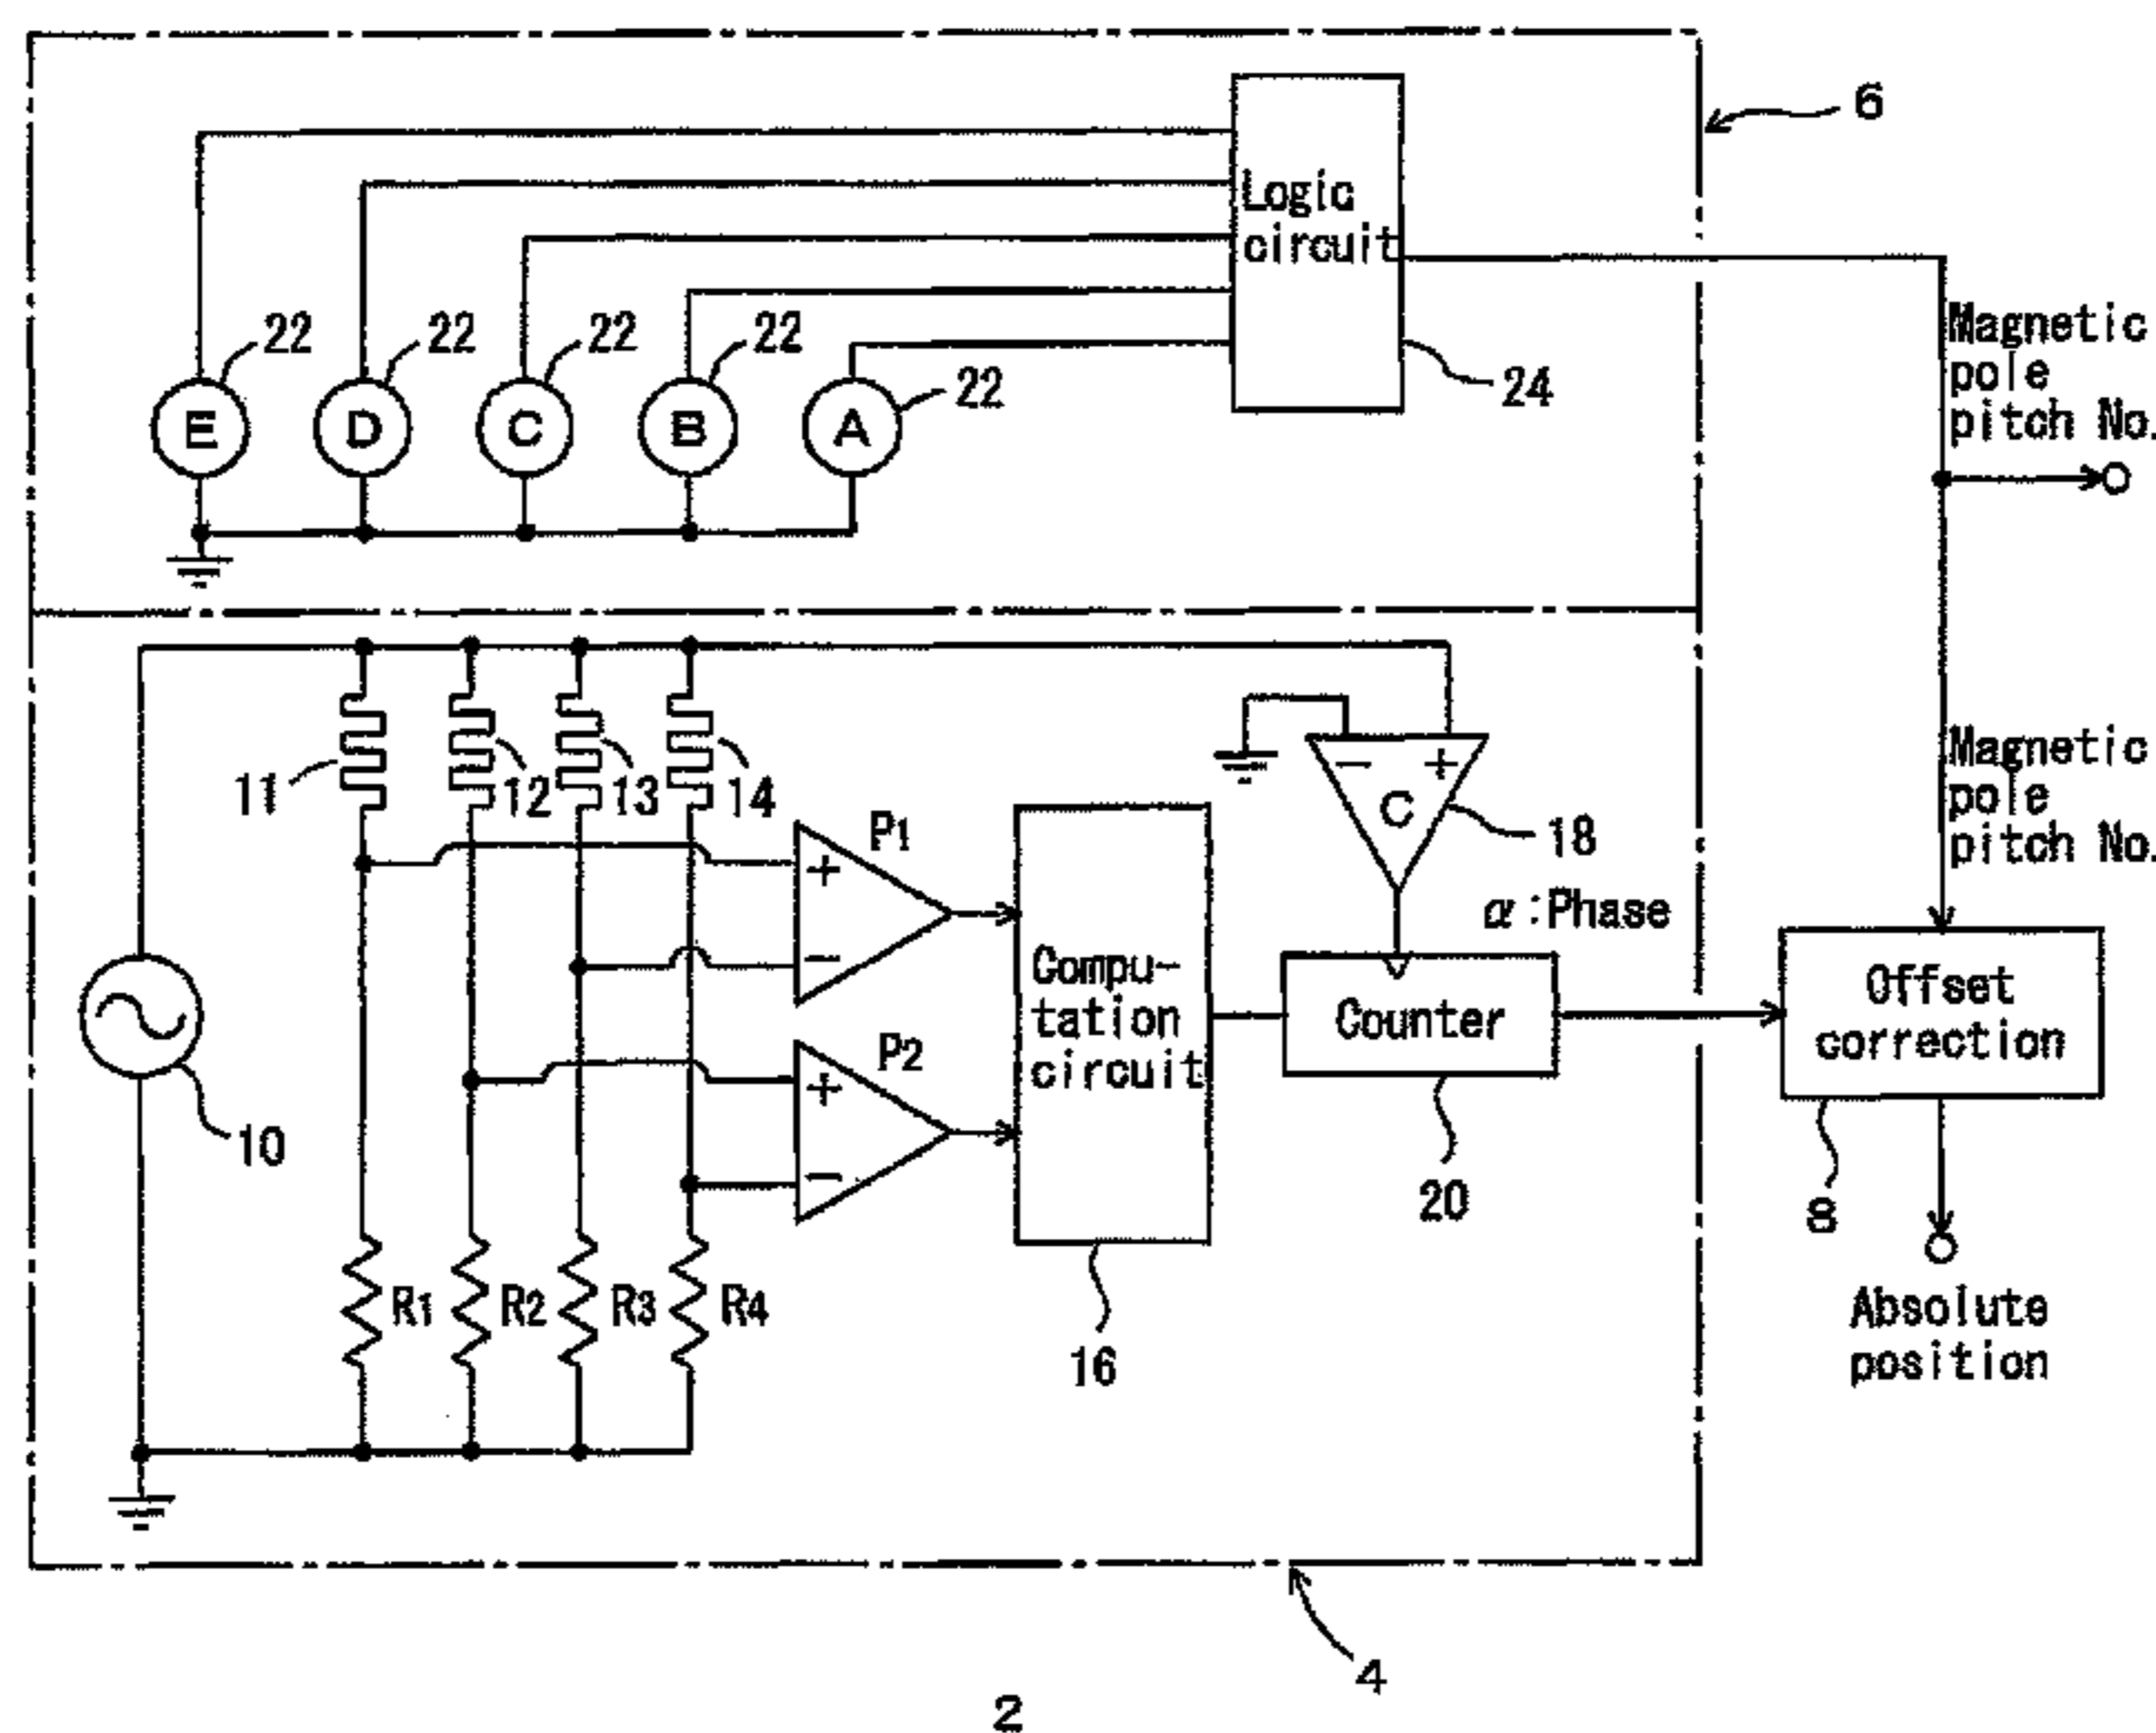 6
Logic
circuit
22
22
22
22
22
24
E
D
C
B
A
Magnetic
pole
pitch No.
11
12
13
14
P1
-
+
C
18
Magnetic
pole
pitch No.
+
-
α:Phase
Compu-
tation
circuit
Counter
Offset
correction
P2
+
-
10
20
8
R1
R2
R3
R4
16
Absolute
position
4
2